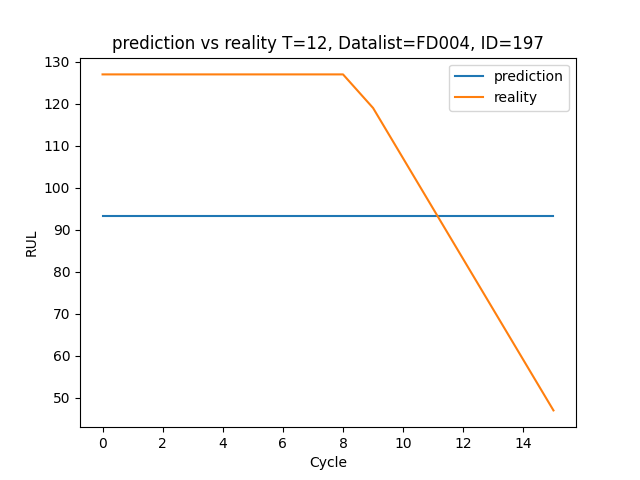 prediction vs reality T=12, Datalist=FD004, ID=197
prediction
reality
RUL
130
120
110
100
90
80
70
60
50
0 2 4 6 8 10 12 14
Cycle